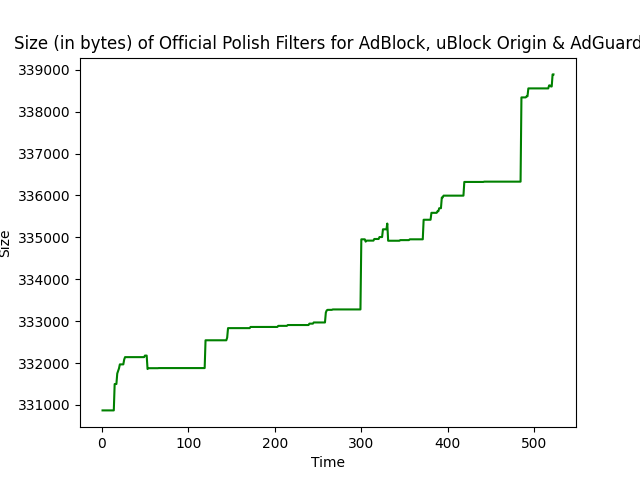 Size (in bytes) of Official Polish Filters for AdBlock, uBlock Origin & AdGuard
339000
338000
337000
336000
335000
334000
333000
332000
331000
Size
0 100 200 300 400 500
Time